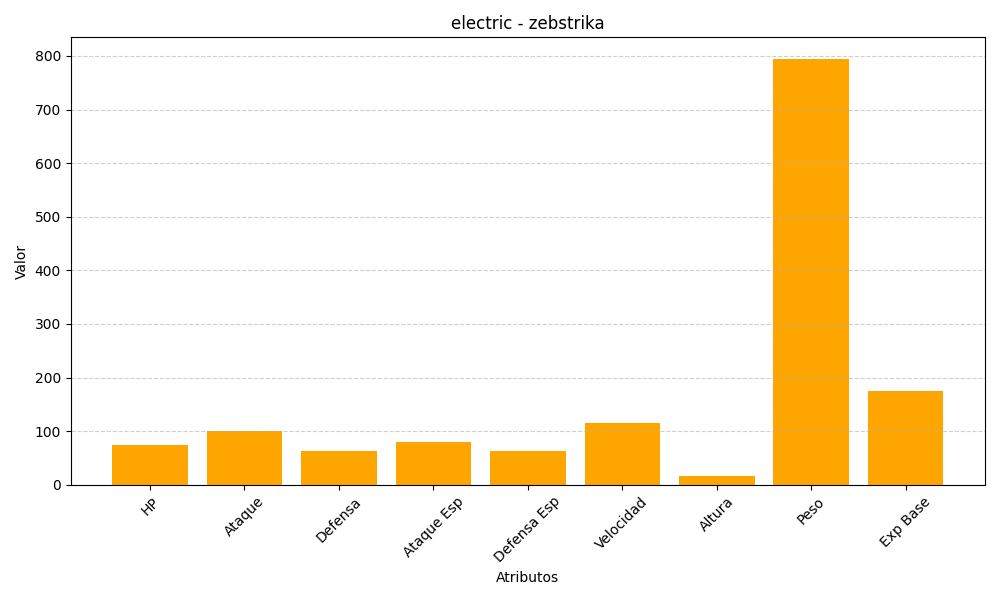 electric - zebstrika
Valor
800
700
600
500
400
300
200
100
0
HP
Ataque
Defensa
Ataque Esp
Defensa Esp
Velocidad
Altura
Peso
Exp Base
Atributos